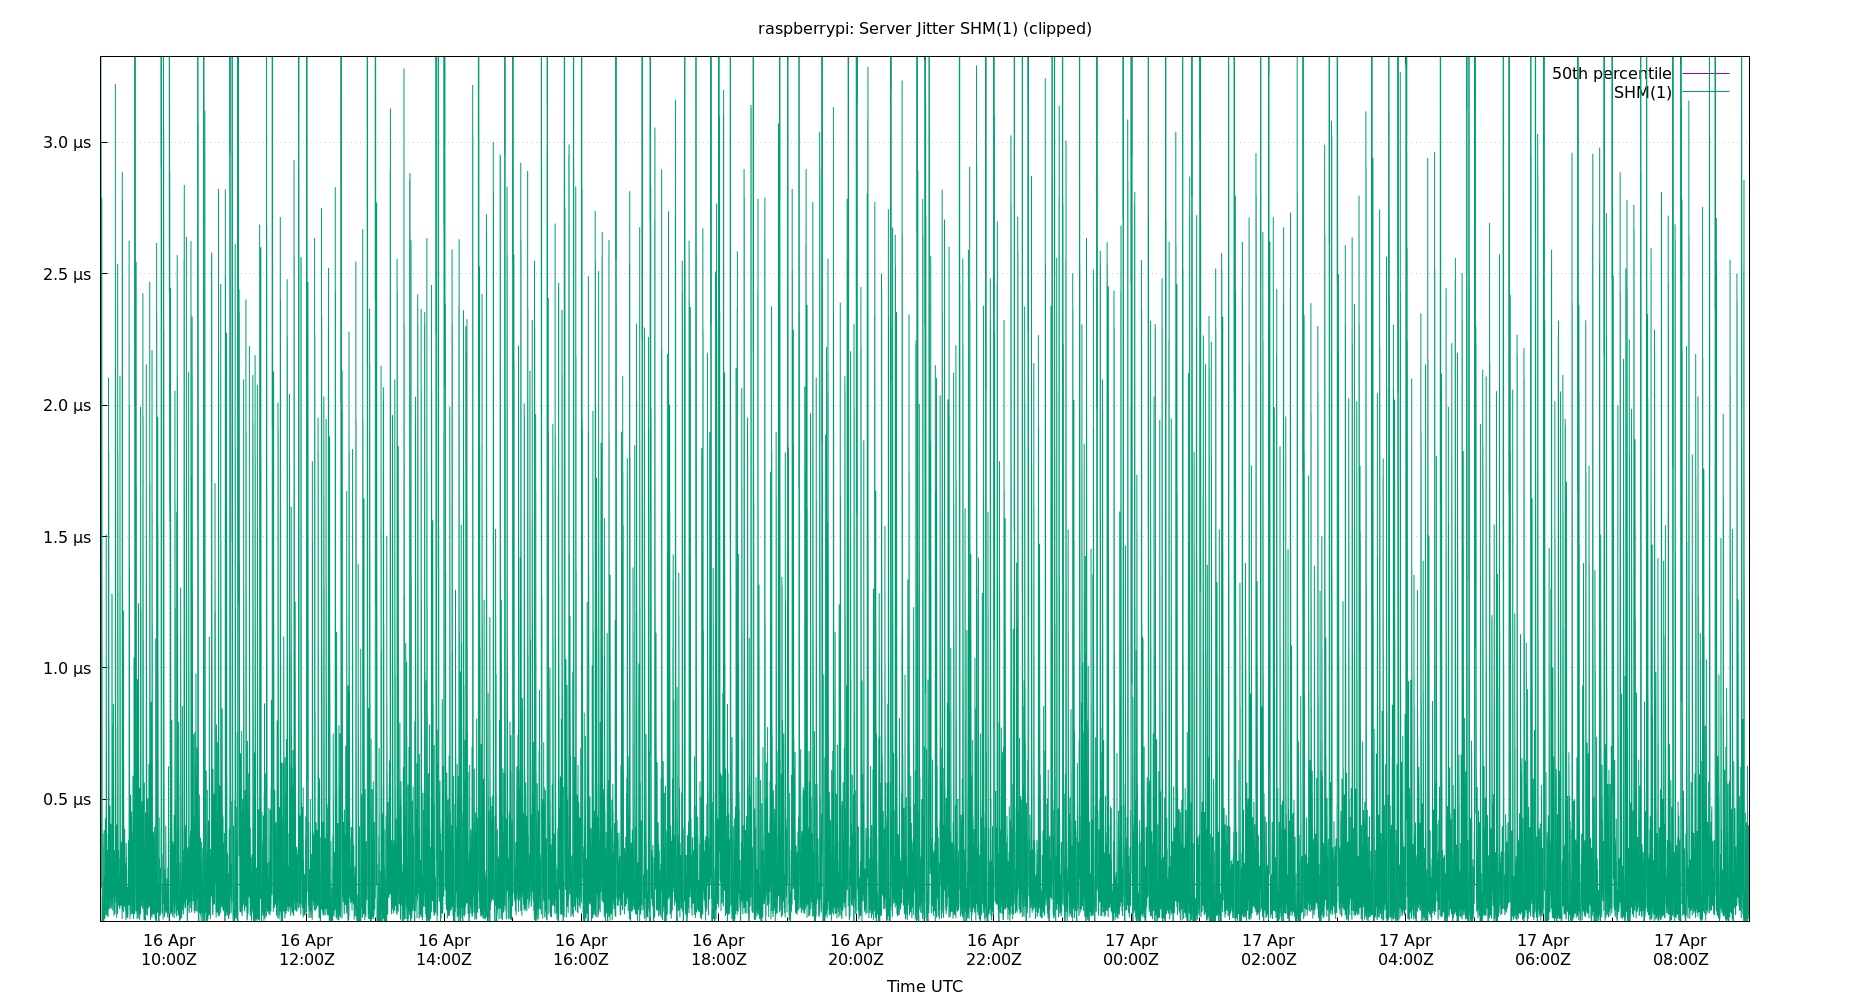 raspberrypi: Server Jitter SHM(1) (clipped)
50th percentile
SHM(1)
3.0 µs
2.5 µs
2.0 µs
1.5 µs
1.0 µs
0.5 µs
16 Apr 16 Apr 16 Apr 16 Apr 16 Apr 16 Apr 16 Apr 17 Apr 17 Apr 17 Apr 17 Apr 17 Apr
10:00Z 12:00Z 14:00Z 16:00Z 18:00Z 20:00Z 22:00Z 00:00Z 02:00Z 04:00Z 06:00Z 08:00Z
Time UTC